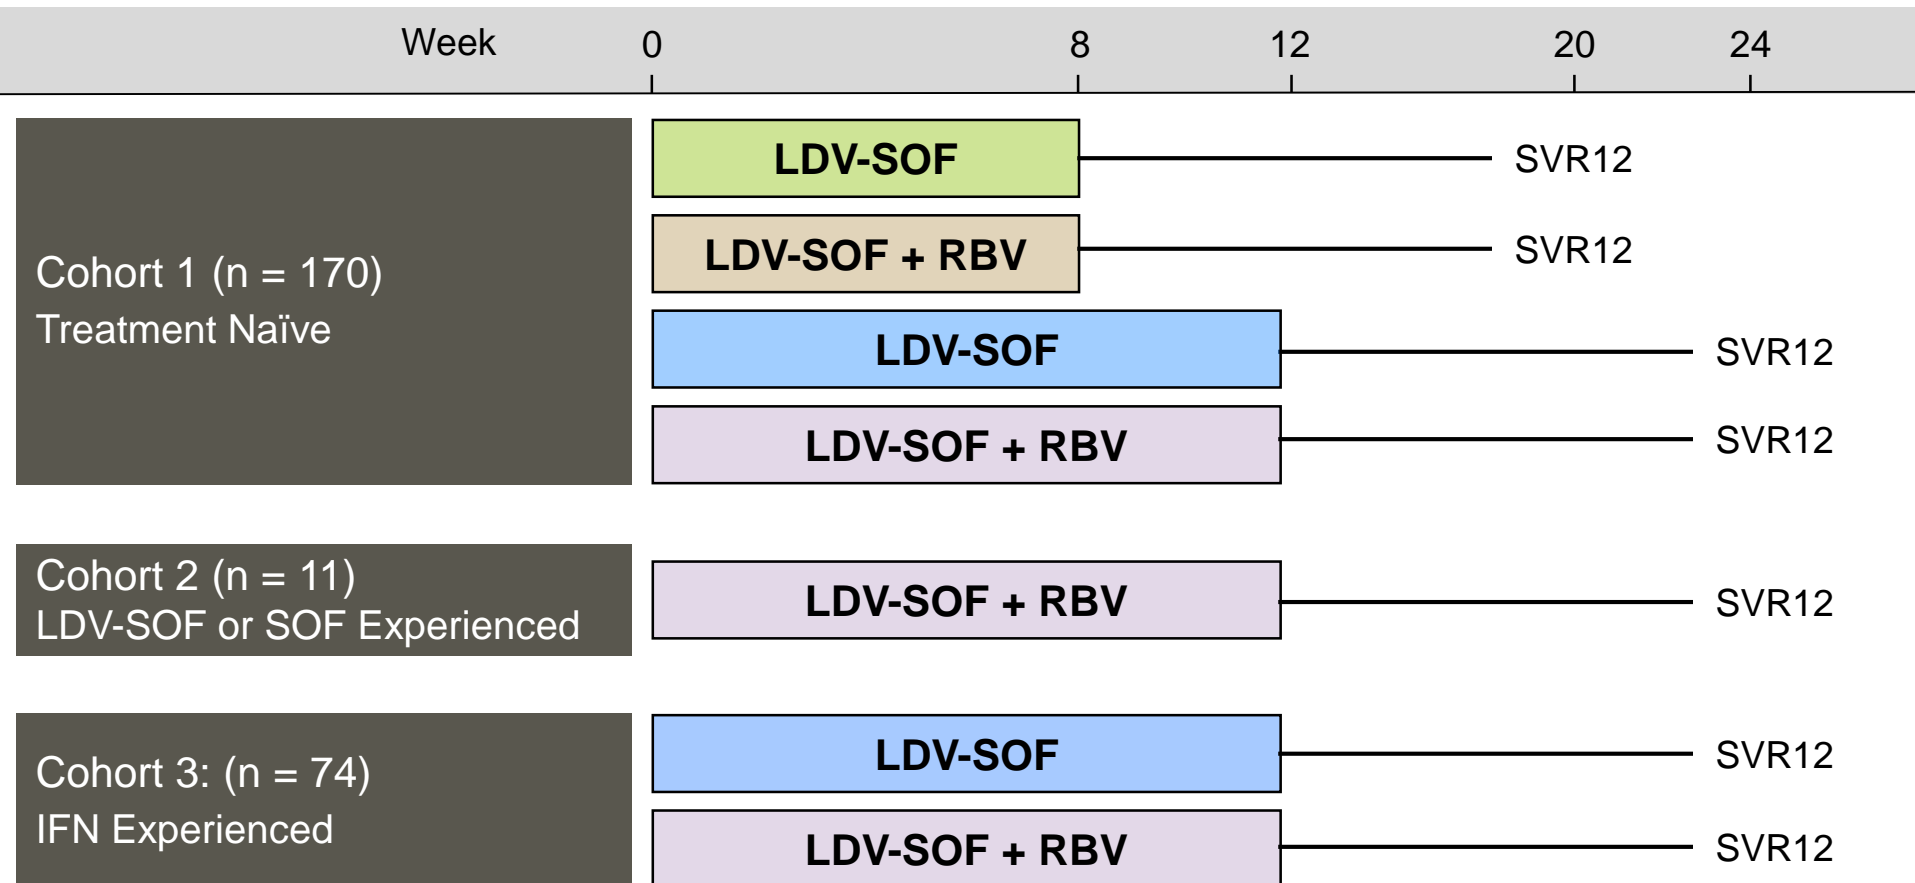 Week 0 8 12 20 24
Cohort 1 (n = 170)
Treatment Naïve
LDV-SOF SVR12
LDV-SOF + RBV SVR12
LDV-SOF SVR12
LDV-SOF + RBV SVR12
Cohort 2 (n = 11)
LDV-SOF or SOF Experienced
LDV-SOF + RBV SVR12
Cohort 3: (n = 74)
IFN Experienced
LDV-SOF SVR12
LDV-SOF + RBV SVR12